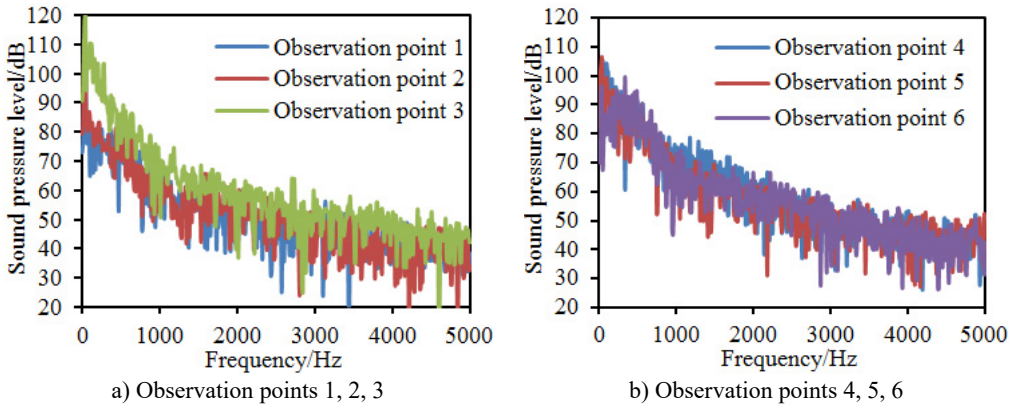 120
110
100
90
80
70
60
50
40
30
20
Sound pressure level/dB
Observation point 1
Observation point 2
Observation point 3
0 1000 2000 3000 4000 5000
Frequency/Hz
a) Observation points 1, 2, 3
120
110
100
90
80
70
60
50
40
30
20
Sound pressure level/dB
Observation point 4
Observation point 5
Observation point 6
0 1000 2000 3000 4000 5000
Frequency/Hz
b) Observation points 4, 5, 6